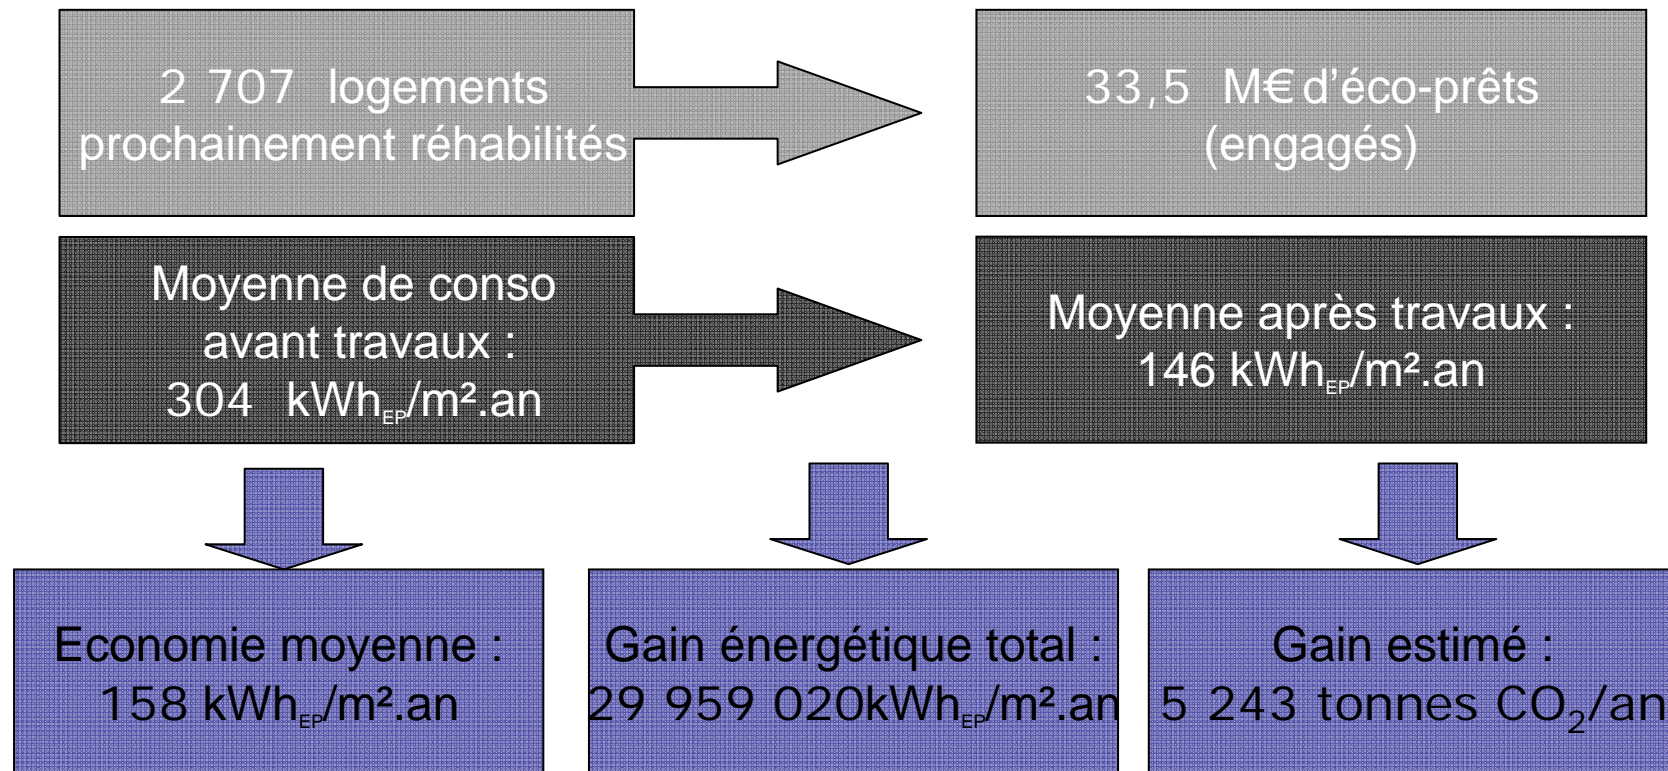 2 707 logements
prochainement réhabilités
33,5 M€ d'éco-prêts
(engagés)
Moyenne de conso
avant travaux :
304 kWhEP/m².an
Moyenne après travaux :
146 kWhEP/m².an
Economie moyenne :
158 kWhEP/m².an
Gain énergétique total :
29 959 020kWhEP/m².an
Gain estimé :
5 243 tonnes CO₂/an